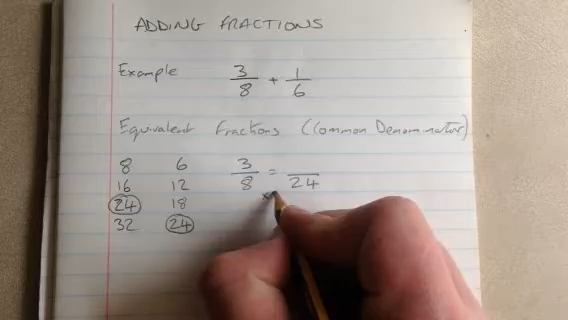 ADDING FRACTIONS
Example 3/8 + 1/6
Equivalent Fractions (Common Denominator)
8 6 3/8 = /24
16 12
24 18 ×
32 24